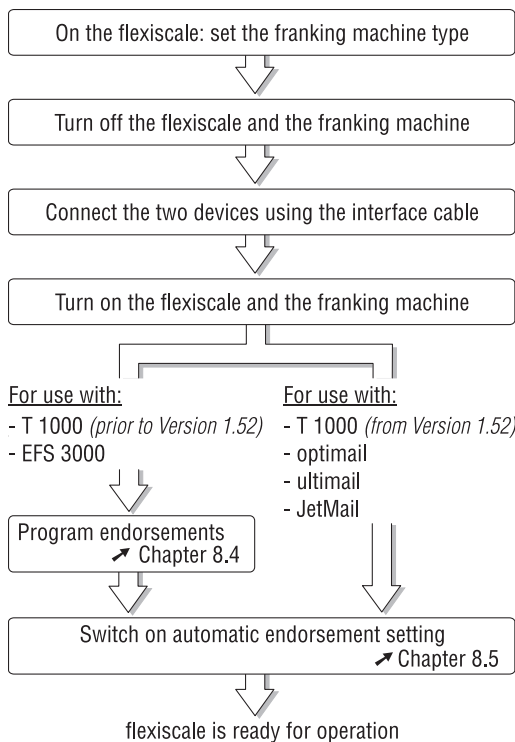 On the flexiscale: set the franking machine type
Turn off the flexiscale and the franking machine
Connect the two devices using the interface cable
Turn on the flexiscale and the franking machine
For use with:
- T 1000 (prior to Version 1.52)
- EFS 3000
For use with:
- T 1000 (from Version 1.52)
- optimail
- ultimail
- JetMail
Program endorsements
➚ Chapter 8.4
Switch on automatic endorsement setting
➚ Chapter 8.5
flexiscale is ready for operation